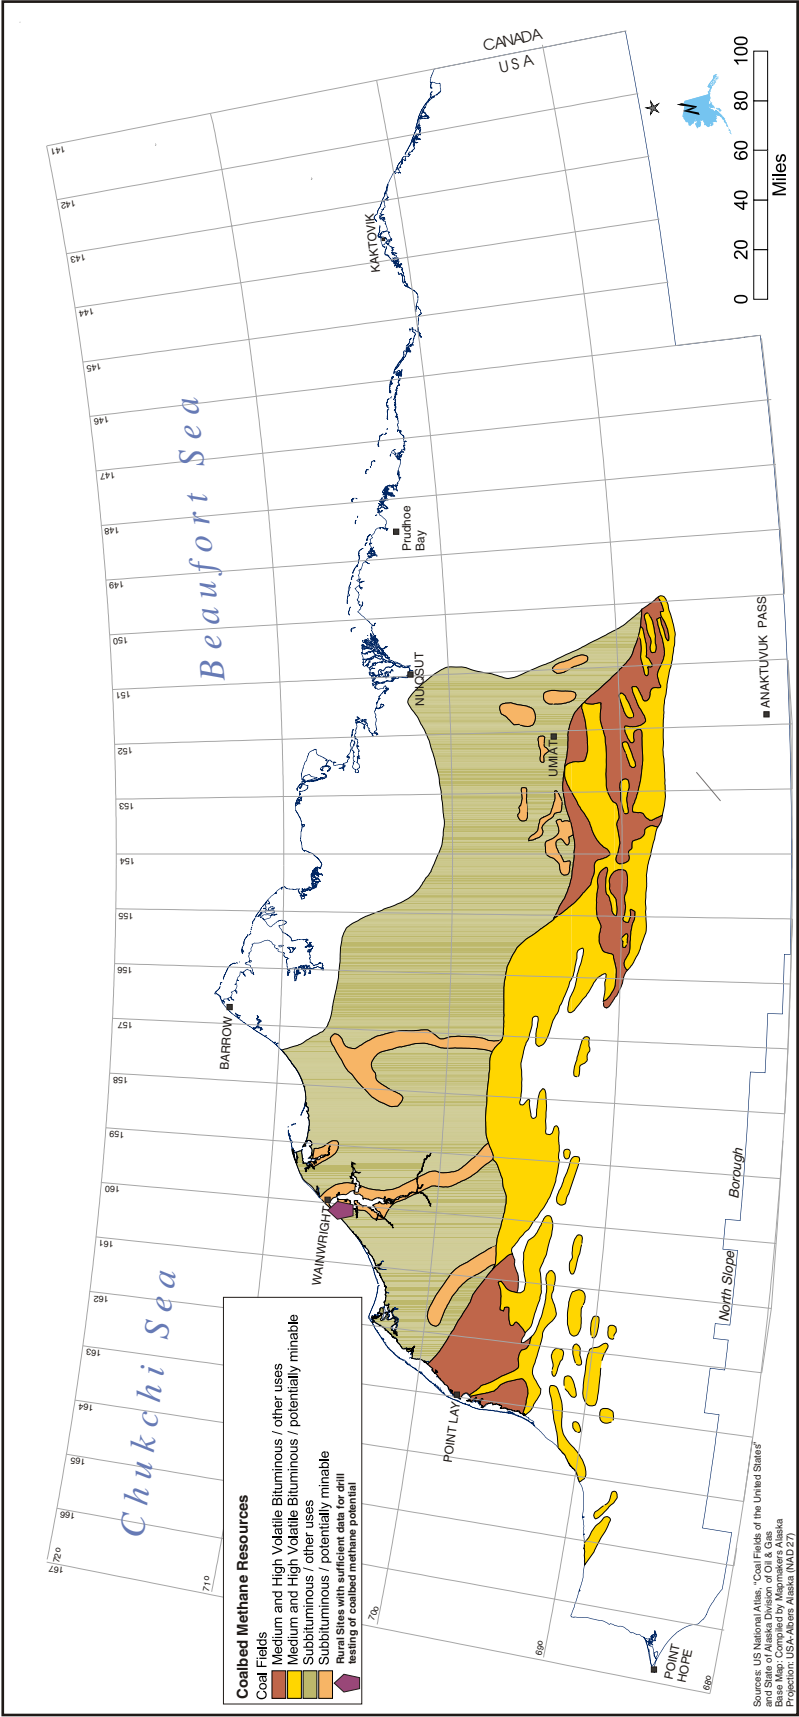 CANADA
USA
141
142
143
144
145
146
147
148
149
150
151
152
153
154
155
156
157
158
159
160
161
162
163
164
165
166
167
720
710
700
690
680
Beaufort Sea
Chukchi Sea
KAKTOVIK
Prudhoe
Bay
NUIQSUT
UMIAT
ANAKTUVUK PASS
BARROW
WAINWRIGHT
POINT LAY
POINT
HOPE
North Slope
Borough
N
0 20 40 60 80 100
Miles
Coalbed Methane Resources
Coal Fields
Medium and High Volatile Bituminous / other uses
Medium and High Volatile Bituminous / potentially minable
Subbituminous / other uses
Subbituminous / potentially minable
Rural Sites with sufficient data for drill
testing of coalbed methane potential
Sources: US National Atlas, "Coal Fields of the United States"
and State of Alaska Division of Oil & Gas
Base Map: Compiled by Mapmakers Alaska
Projection: USA-Albers Alaska (NAD 27)